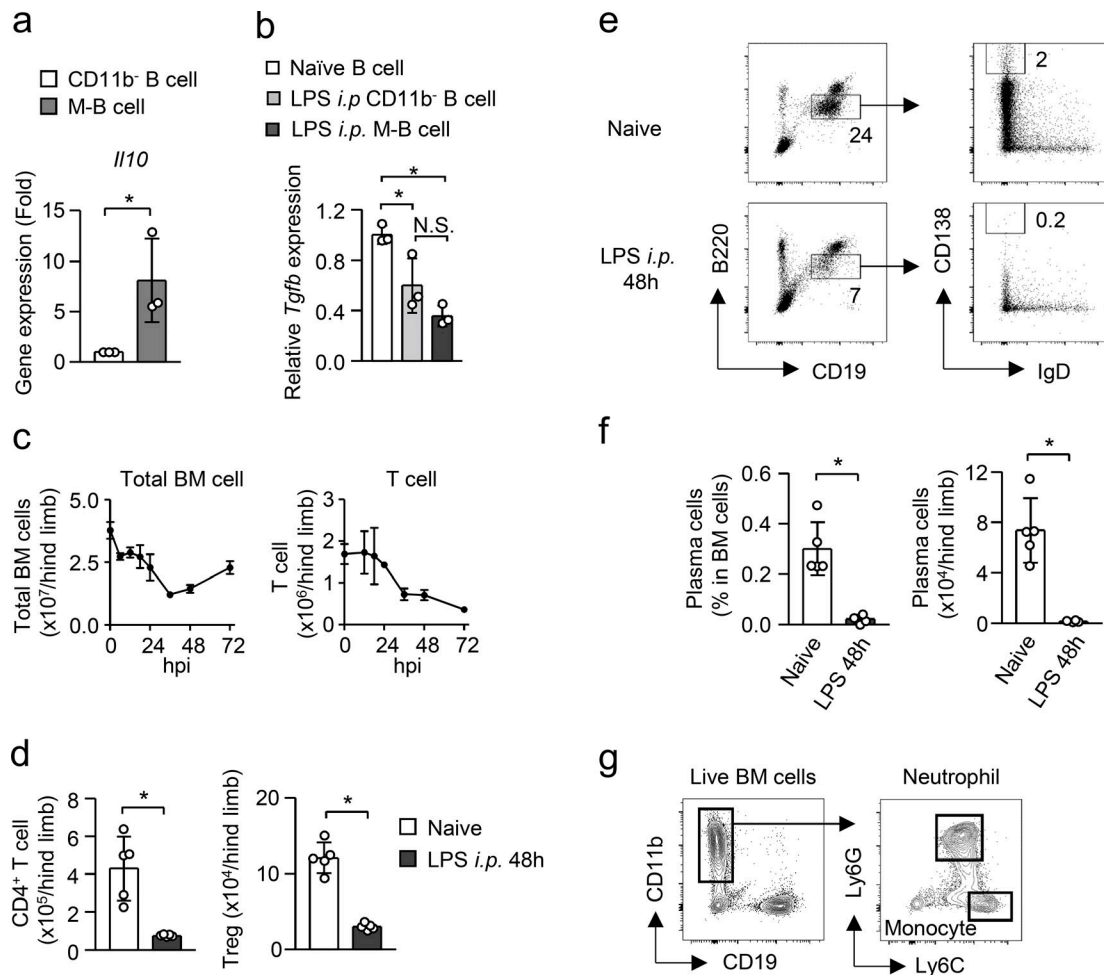 a
CD11b⁻ B cell
M-B cell
Il10
*
Gene expression (Fold)
15
10
5
0
b
Naïve B cell
LPS i.p CD11b⁻ B cell
LPS i.p. M-B cell
*
*
N.S.
Relative Tgfb expression
1.2
0.8
0.4
0.0
c
Total BM cell
Total BM cells
(x10⁷/hind limb)
5.0
2.5
0.0
0 24 48 72
hpi
T cell
T cell
(x10⁶/hind limb)
2
1
1
0
0 24 48 72
hpi
d
CD4⁺ T cell
(x10⁵/hind limb)
8
6
4
2
0
*
Treg (x10⁴/hind limb)
20
10
0
*
Naive
LPS i.p. 48h
e
Naive
24
2
LPS i.p.
48h
7
0.2
B220
CD19
CD138
IgD
f
Plasma cells
(% in BM cells)
0.6
0.4
0.2
0.0
*
Naive
LPS 48h
Plasma cells
(x10⁴/hind limb)
12
8
4
0
*
Naive
LPS 48h
g
Live BM cells
CD11b
CD19
Neutrophil
Ly6G
Monocyte
Ly6C